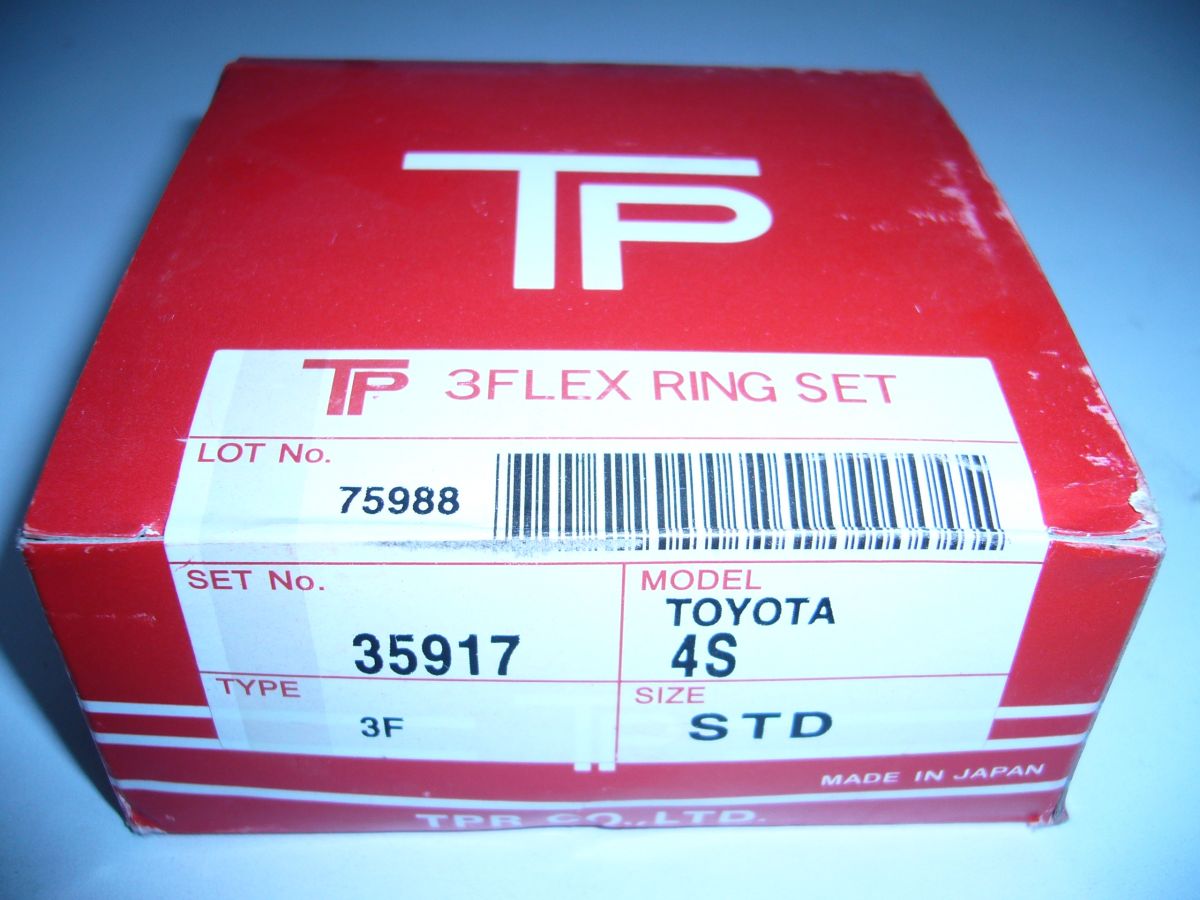 TP
TP 3FLEX RING SET
LOT No.
75988
SET No.
35917
MODEL
TOYOTA
4S
TYPE
3F
SIZE
STD
MADE IN JAPAN
TPR CO.,LTD.